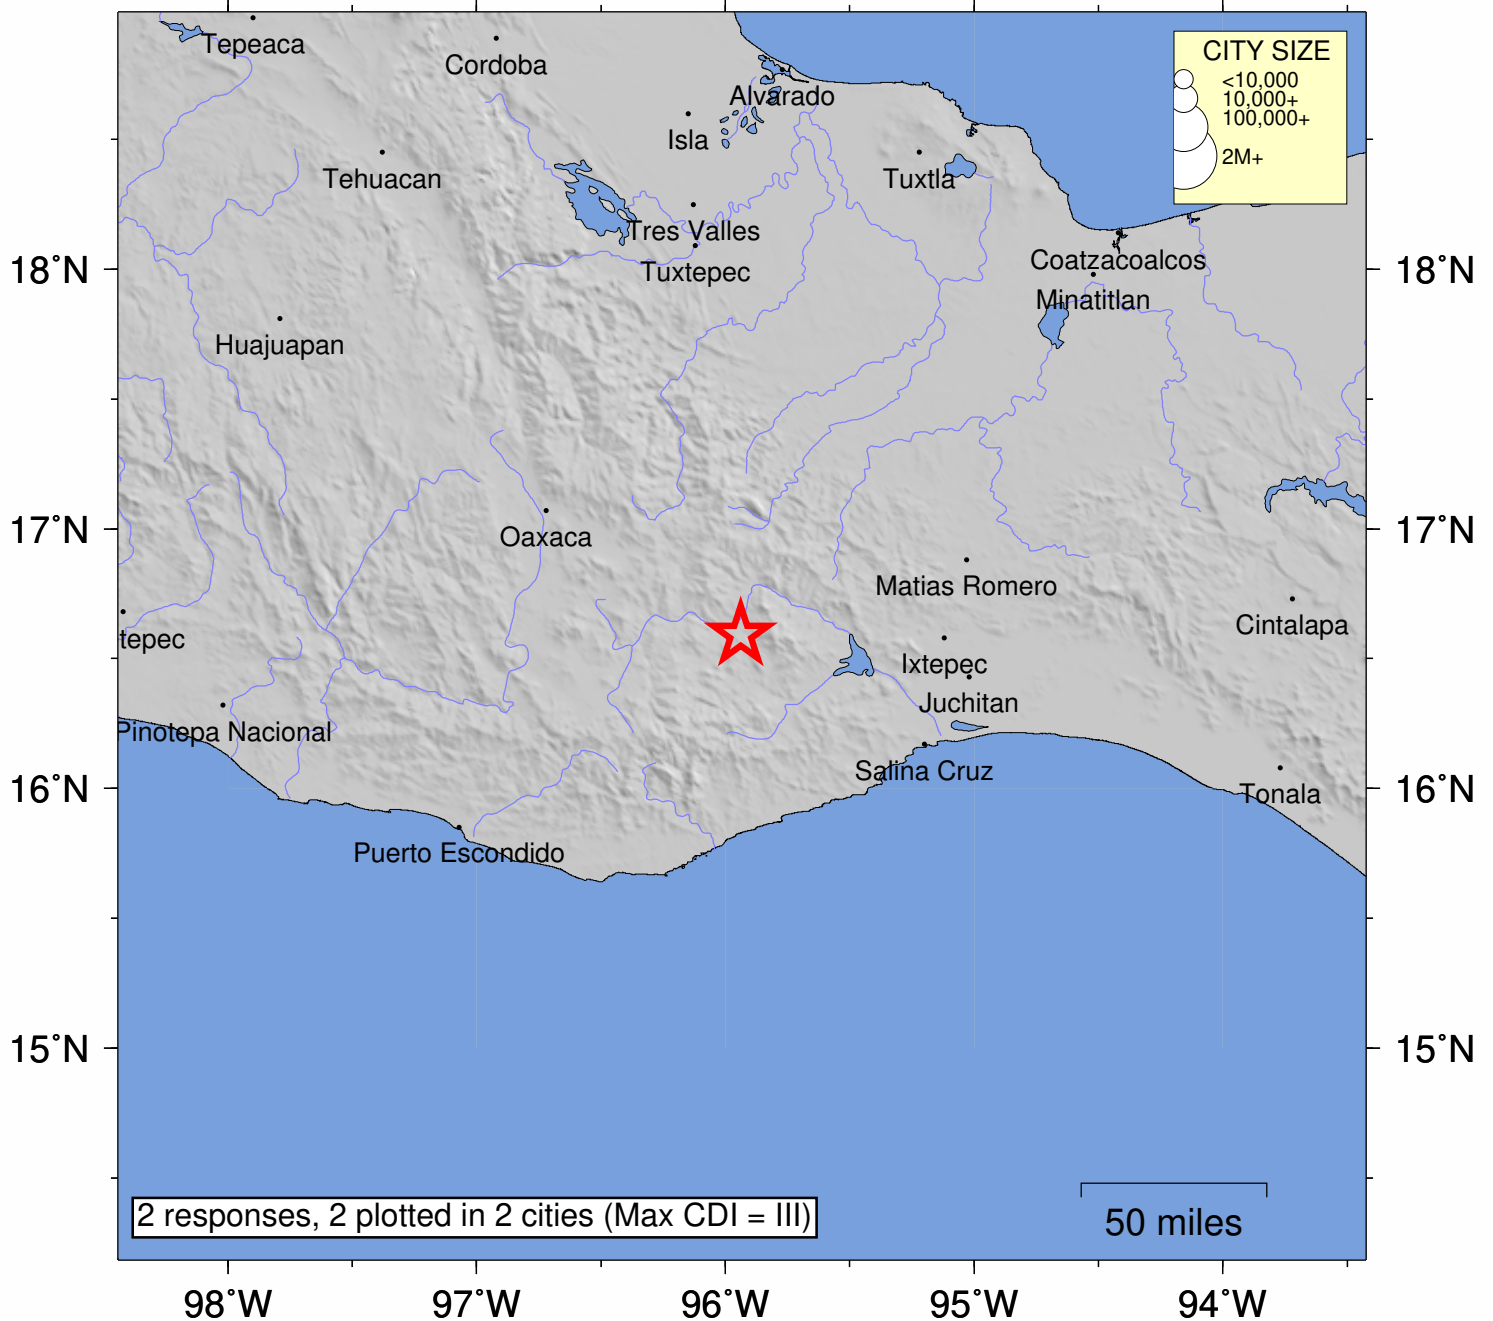 Tepeaca
Cordoba
Alvarado
Isla
Tehuacan
Tuxtla
CITY SIZE
<10,000
10,000+
100,000+
2M+
Tres Valles
Tuxtepec
Coatzacoalcos
Minatitlan
18°N
18°N
Huajuapan
17°N
17°N
Oaxaca
Matias Romero
Cintalapa
tepec
Ixtepec
Juchitan
Pinotepa Nacional
Salina Cruz
Tonala
16°N
16°N
Puerto Escondido
15°N
15°N
2 responses, 2 plotted in 2 cities (Max CDI = III)
50 miles
98°W
97°W
96°W
95°W
94°W